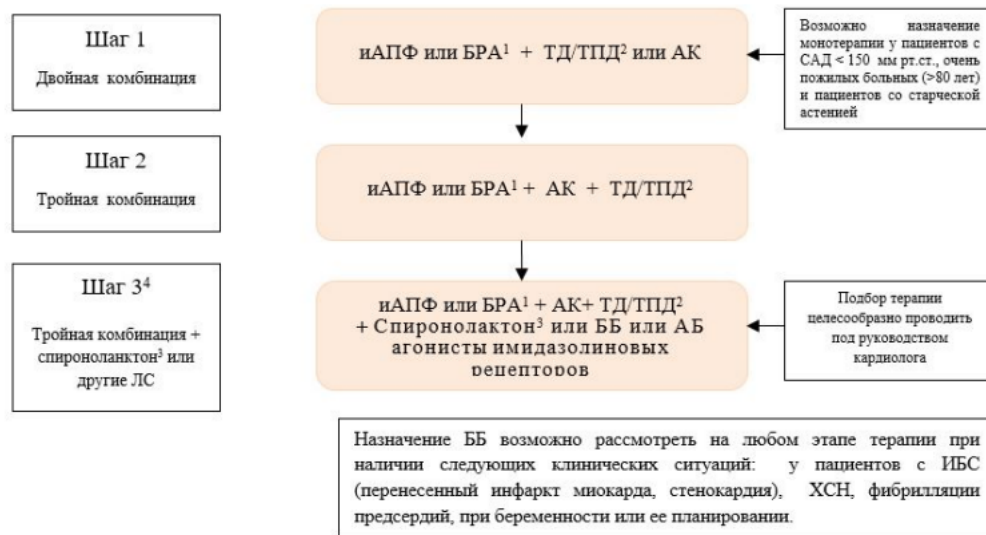 Шаг 1
Двойная комбинация
иАПФ или БРА¹ + ТД/ТПД² или АК
Возможно назначение
монотерапии у пациентов с
САД < 150 мм рт.ст., очень
пожилых больных (>80 лет)
и пациентов со старческой
астенией
Шаг 2
Тройная комбинация
иАПФ или БРА¹ + АК + ТД/ТПД²
Шаг 3⁴
Тройная комбинация +
спироноланктон³ или
другие ЛС
иАПФ или БРА¹ + АК+ ТД/ТПД²
+ Спиронолактон³ или ББ или АБ
агонисты имидазолиновых
рецепторов
Подбор терапии
целесообразно проводить
под руководством
кардиолога
Назначение ББ возможно рассмотреть на любом этапе терапии при
наличии следующих клинических ситуаций: у пациентов с ИБС
(перенесенный инфаркт миокарда, стенокардия), ХСН, фибрилляции
предсердий, при беременности или ее планировании.